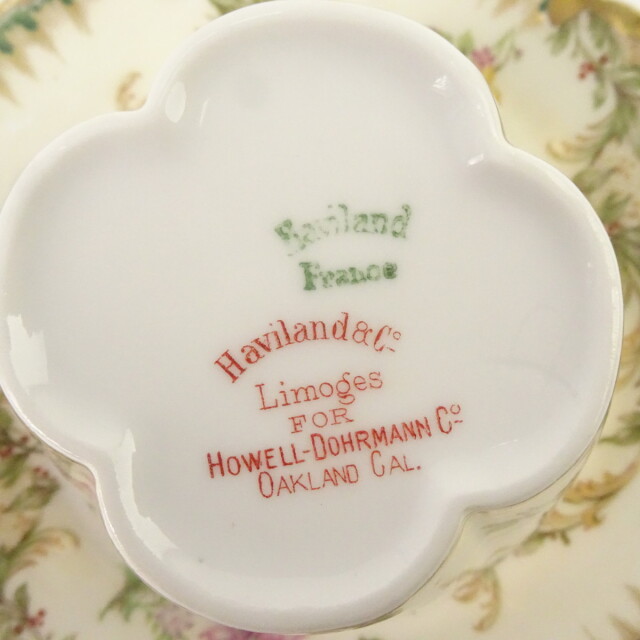 Haviland
France
Haviland & Co.
Limoges
FOR
HOWELL-DOHRMANN Co.
OAKLAND CAL.